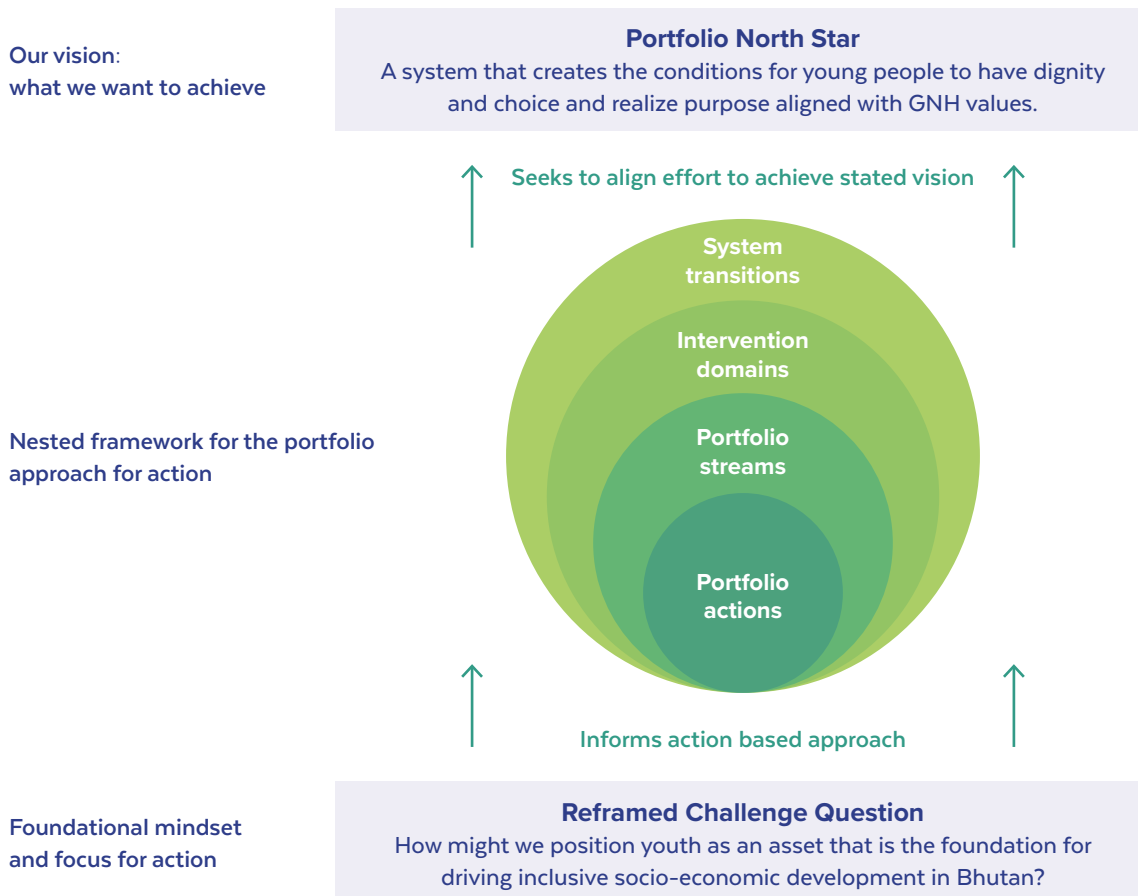 Our vision:
what we want to achieve
Portfolio North Star
A system that creates the conditions for young people to have dignity
and choice and realize purpose aligned with GNH values.
Seeks to align effort to achieve stated vision
System
transitions
Intervention
domains
Portfolio
streams
Portfolio
actions
Nested framework for the portfolio
approach for action
Informs action based approach
Foundational mindset
and focus for action
Reframed Challenge Question
How might we position youth as an asset that is the foundation for
driving inclusive socio-economic development in Bhutan?